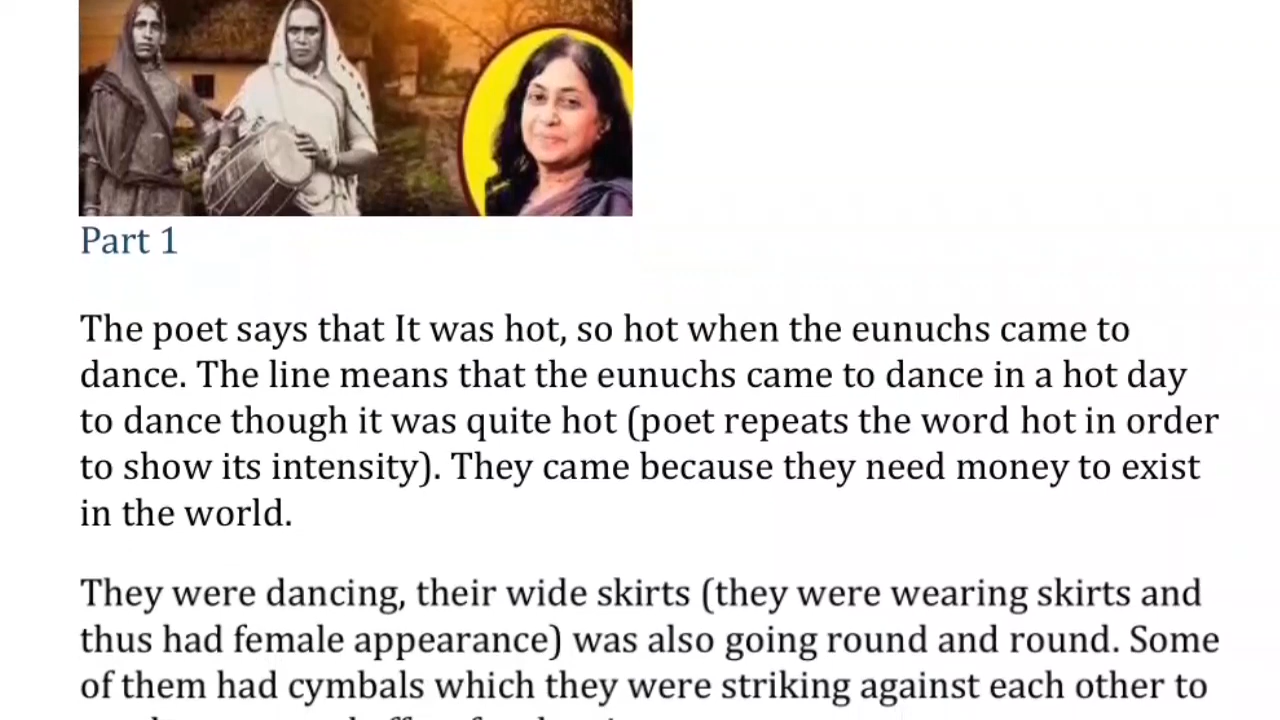 Part 1
The poet says that It was hot, so hot when the eunuchs came to
dance. The line means that the eunuchs came to dance in a hot day
to dance though it was quite hot (poet repeats the word hot in order
to show its intensity). They came because they need money to exist
in the world.
They were dancing, their wide skirts (they were wearing skirts and
thus had female appearance) was also going round and round. Some
of them had cymbals which they were striking against each other to